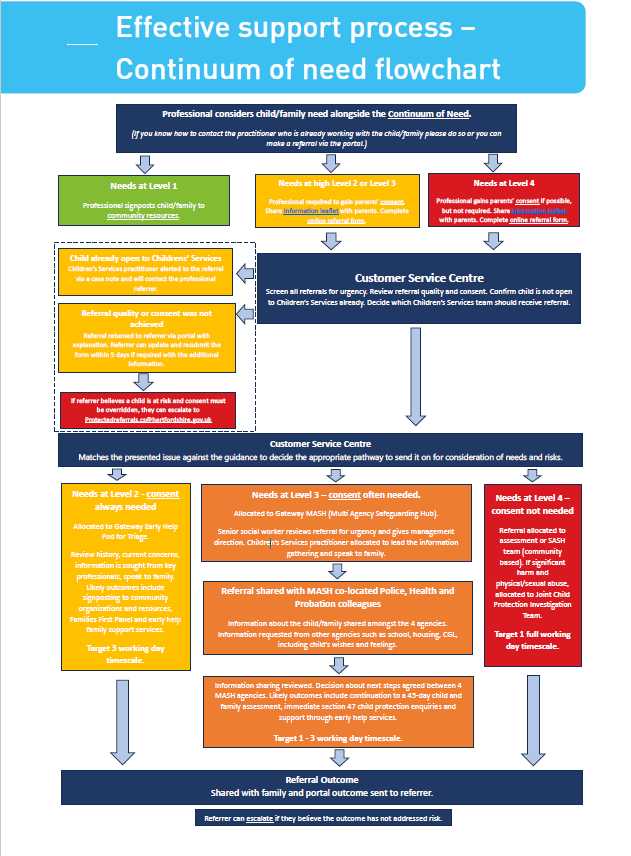 Effective support process –
Continuum of need flowchart
Professional considers child/family need alongside the Continuum of Need.
(If you know how to contact the practitioner who is already working with the child/family please do so or you can
make a referral via the portal.)
Needs at Level 1
Professional signposts child/family to
community resources.
Needs at high Level 2 or Level 3
Professional required to gain parents' consent.
Share information leaflet with parents. Complete
online referral form.
Needs at Level 4
Professional gains parents' consent if possible,
but not required. Share information leaflet
with parents. Complete online referral form.
Child already open to Childrens' Services
Children's Services practitioner alerted to the referral
via a case note and will contact the professional
referrer.
Customer Service Centre
Screen all referrals for urgency. Review referral quality and consent. Confirm child is not open
to Children's Services already. Decide which Children's Services team should receive referral.
Referral quality or consent was not
achieved
Referral returned to referrer via portal with
explanation. Referrer can update and resubmit the
form within 5 days if required with the additional
information.
If referrer believes a child is at risk and consent must
be overridden, they can escalate to
Protectedreferrals.cs@hertfordshire.gov.uk
Customer Service Centre
Matches the presented issue against the guidance to decide the appropriate pathway to send it on for consideration of needs and risks.
Needs at Level 2 - consent
always needed
Allocated to Gateway Early Help
Pod for Triage.
Review history, current concerns,
information is sought from key
professionals, speak to family.
Likely outcomes include
signposting to community
organisations and resources,
Families First Panel and early help
family support services.
Target 3 working day
timescale.
Needs at Level 3 – consent often needed.
Allocated to Gateway MASH (Multi Agency Safeguarding Hub).
Senior social worker reviews referral for urgency and gives management
direction. Children's Services practitioner allocated to lead the information
gathering and speak to family.
Referral shared with MASH co-located Police, Health and
Probation colleagues
Information about the child/family shared amongst the 4 agencies.
Information requested from other agencies such as school, housing, CGL,
including child's wishes and feelings.
Information sharing reviewed. Decision about next steps agreed between 4
MASH agencies. Likely outcomes include continuation to a 45-day child and
family assessment, immediate section 47 child protection enquiries and
support through early help services.
Target 1 - 3 working day timescale.
Needs at Level 4 –
consent not needed
Referral allocated to
assessment or SASH
team (community
based). If significant
harm and
physical/sexual abuse,
allocated to Joint Child
Protection Investigation
Team.
Target 1 full working
day timescale.
Referral Outcome
Shared with family and portal outcome sent to referrer.
Referrer can escalate if they believe the outcome has not addressed risk.